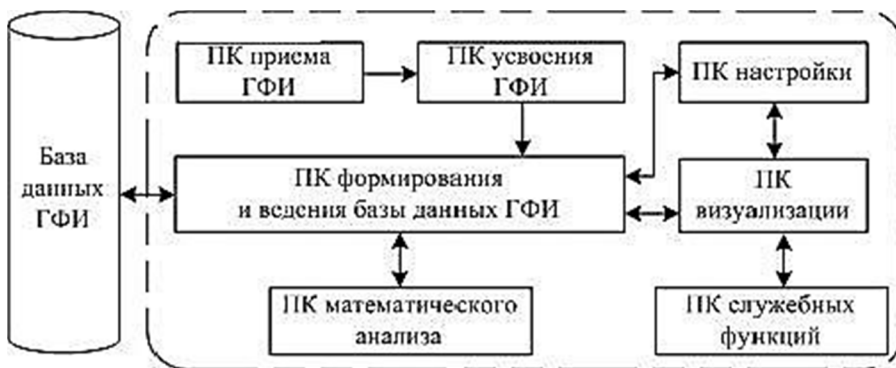 База
данных
ГФИ
ПК приема
ГФИ
ПК усвоения
ГФИ
ПК настройки
ПК формирования
и ведения базы данных ГФИ
ПК
визуализации
ПК математического
анализа
ПК служебных
функций